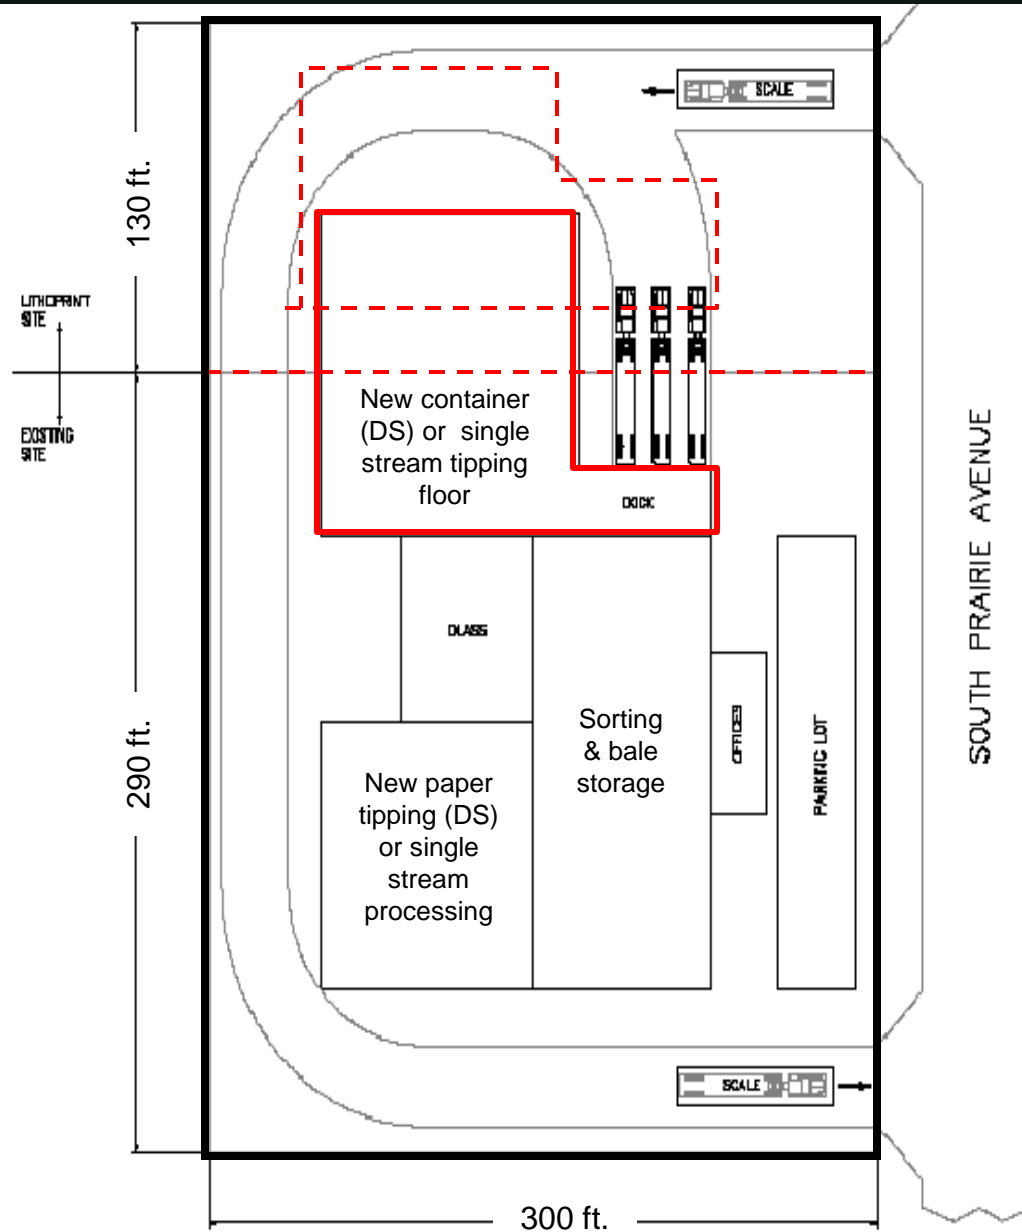 SCALE
130 ft.
LITHOPRINT
SITE
EXISTING
SITE
New container
(DS) or single
stream tipping
floor
DOCK
SOUTH PRAIRIE AVENUE
GLASS
Sorting
& bale
storage
OFFICES
PARKING LOT
290 ft.
New paper
tipping (DS)
or single
stream
processing
SCALE
300 ft.